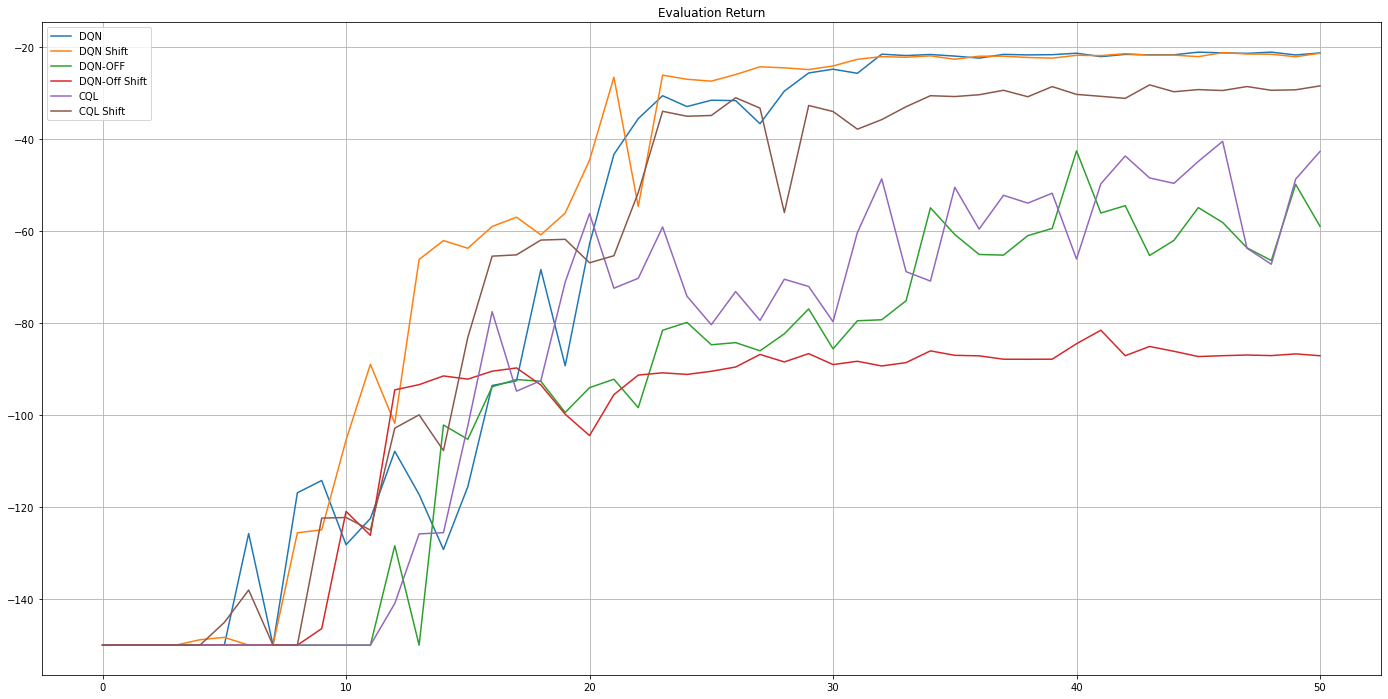 Evaluation Return
DQN
DQN Shift
DQN-OFF
DQN-Off Shift
CQL
CQL Shift
−20
−40
−60
−80
−100
−120
−140
0 10 20 30 40 50